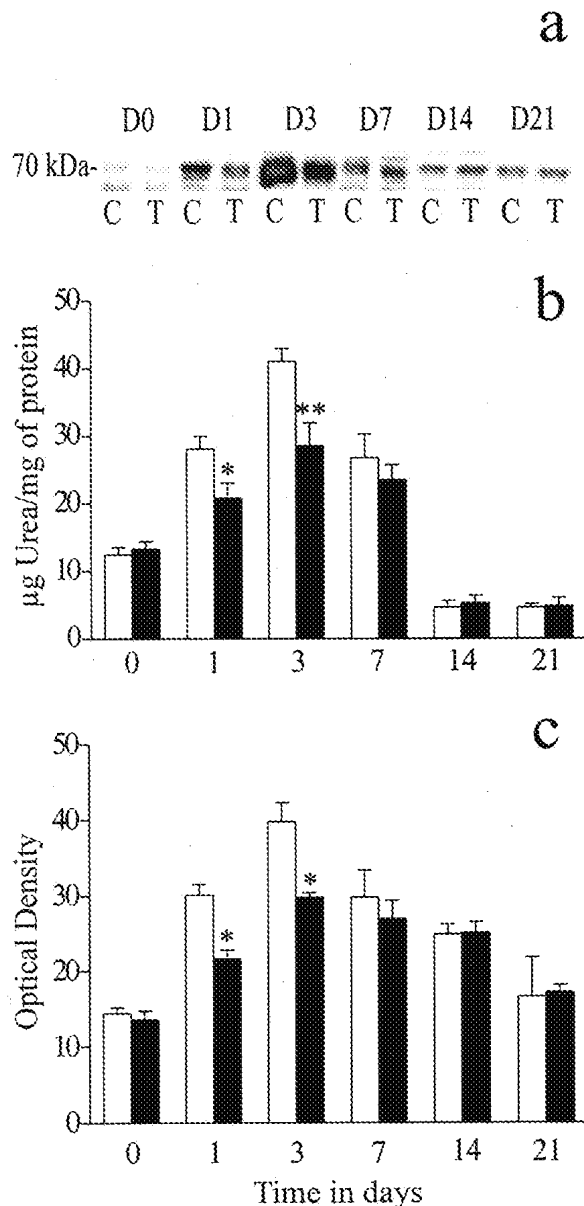 a
D0 D1 D3 D7 D14 D21
70 kDa-
C T C T C T C T C T C T
b
50
40
30
20
10
0
µg Urea/mg of protein
*
**
0 1 3 7 14 21
c
50
40
30
20
10
0
Optical Density
*
*
0 1 3 7 14 21
Time in days